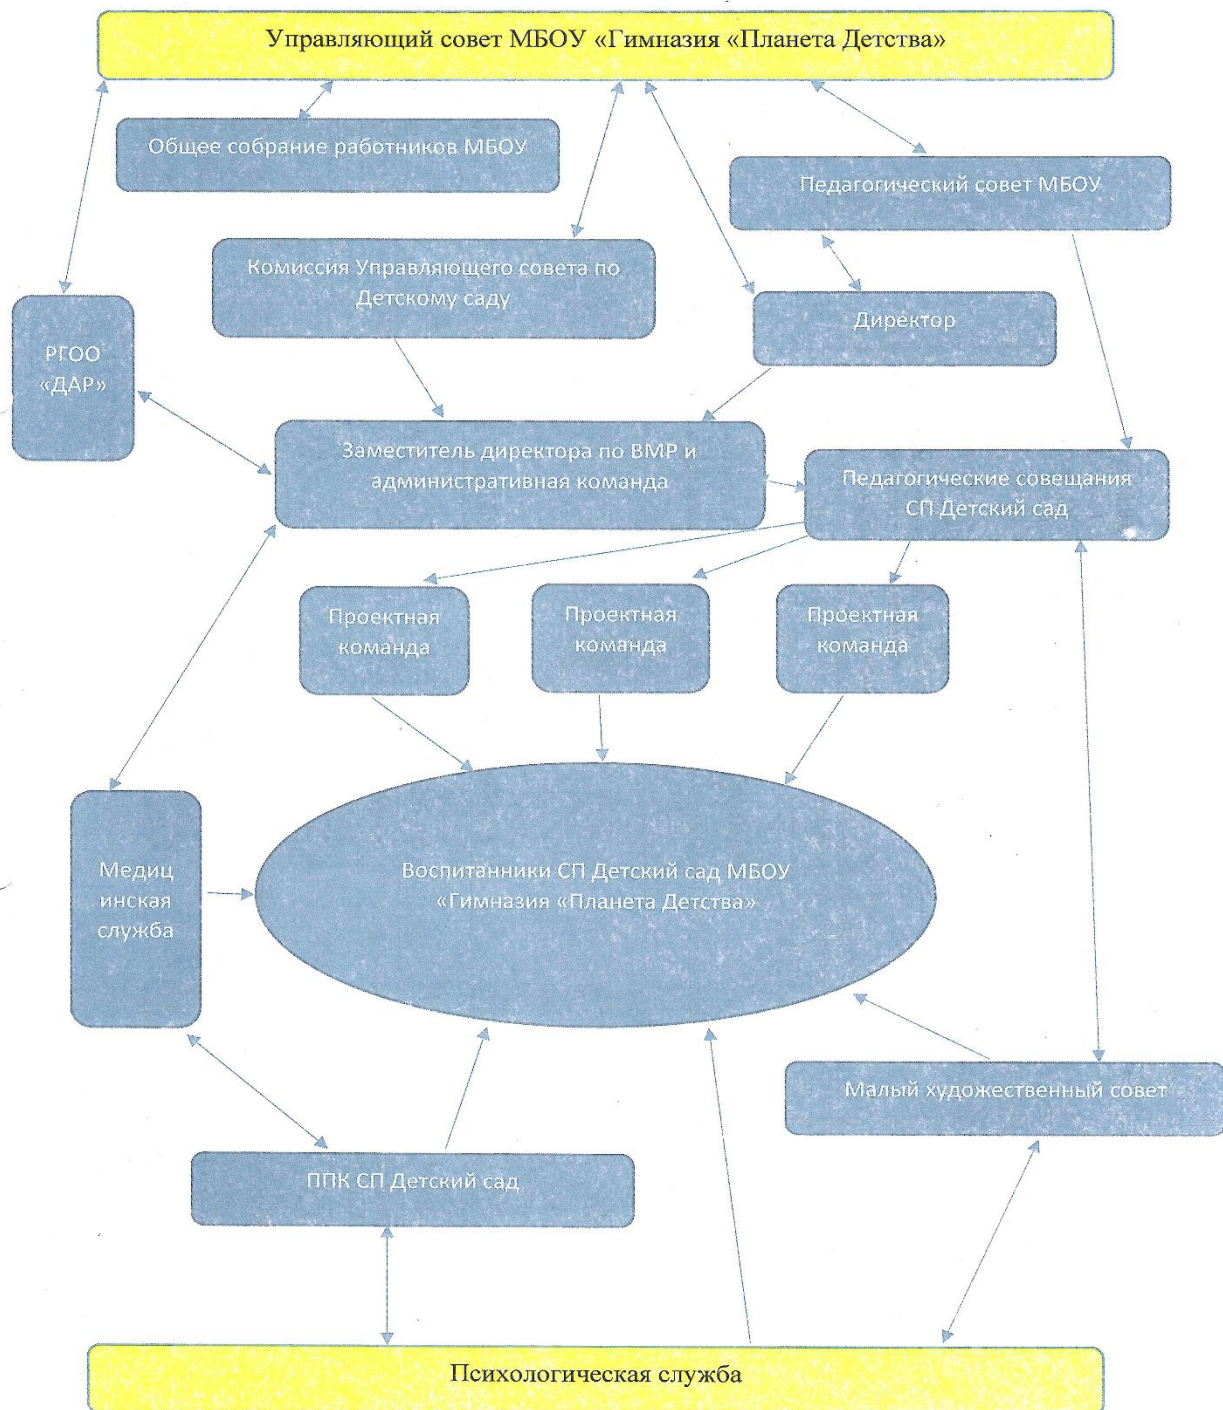 Управляющий совет МБОУ «Гимназия «Планета Детства»
Общее собрание работников МБОУ
Педагогический совет МБОУ
Комиссия Управляющего совета по
Детскому саду
Директор
РГОО
«ДАР»
Заместитель директора по ВМР и
административная команда
Педагогические совещания
СП Детский сад
Проектная
команда
Проектная
команда
Проектная
команда
Медиц
инская
служба
Воспитанники СП Детский сад МБОУ
«Гимназия «Планета Детства»
Малый художественный совет
ППК СП Детский сад
Психологическая служба